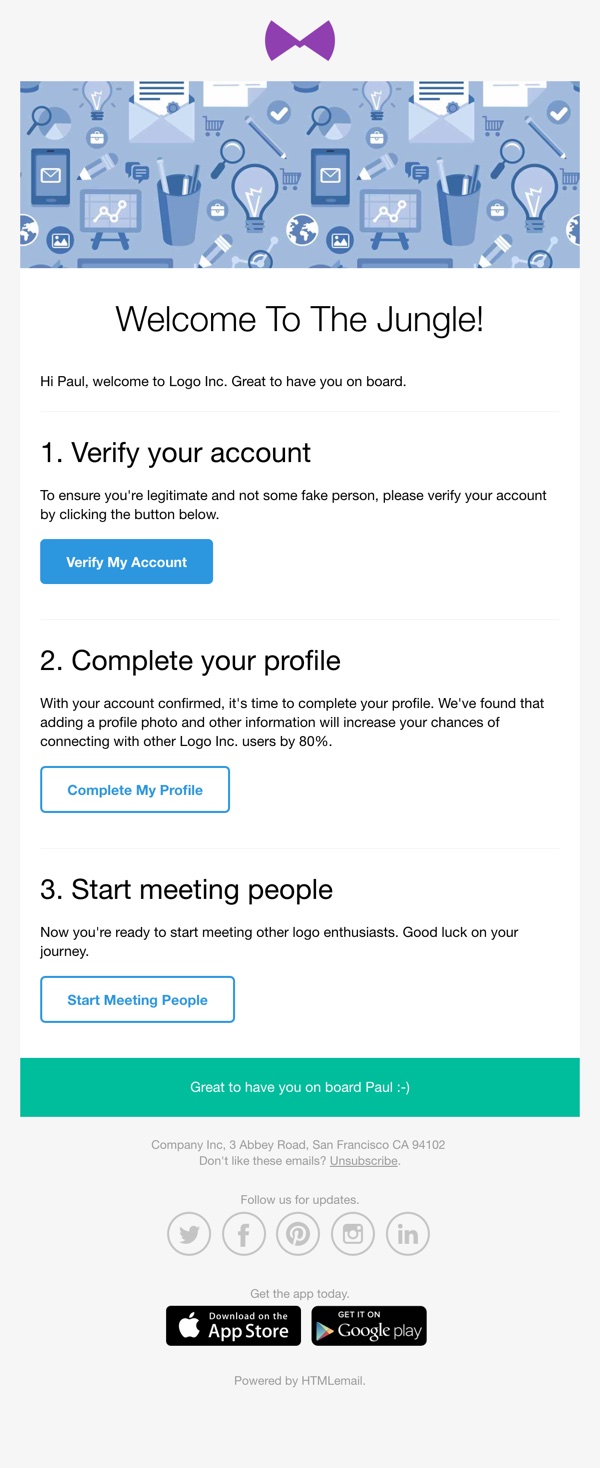 Welcome To The Jungle!
Hi Paul, welcome to Logo Inc. Great to have you on board.
1. Verify your account
To ensure you're legitimate and not some fake person, please verify your account
by clicking the button below.
Verify My Account
2. Complete your profile
With your account confirmed, it's time to complete your profile. We've found that
adding a profile photo and other information will increase your chances of
connecting with other Logo Inc. users by 80%.
Complete My Profile
3. Start meeting people
Now you're ready to start meeting other logo enthusiasts. Good luck on your
journey.
Start Meeting People
Great to have you on board Paul :-)
Company Inc, 3 Abbey Road, San Francisco CA 94102
Don't like these emails? Unsubscribe.
Follow us for updates.
Get the app today.
Download on the
App Store
GET IT ON
Google play
Powered by HTMLemail.